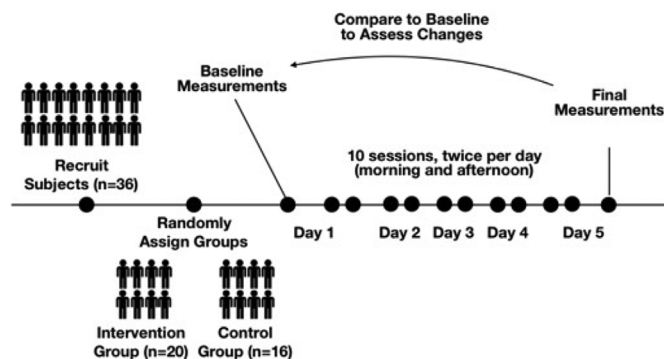 Compare to Baseline
to Assess Changes
Baseline
Measurements
Final
Measurements
Recruit
Subjects (n=36)
10 sessions, twice per day
(morning and afternoon)
Randomly
Assign Groups
Day 1
Day 2
Day 3
Day 4
Day 5
Intervention
Group (n=20)
Control
Group (n=16)